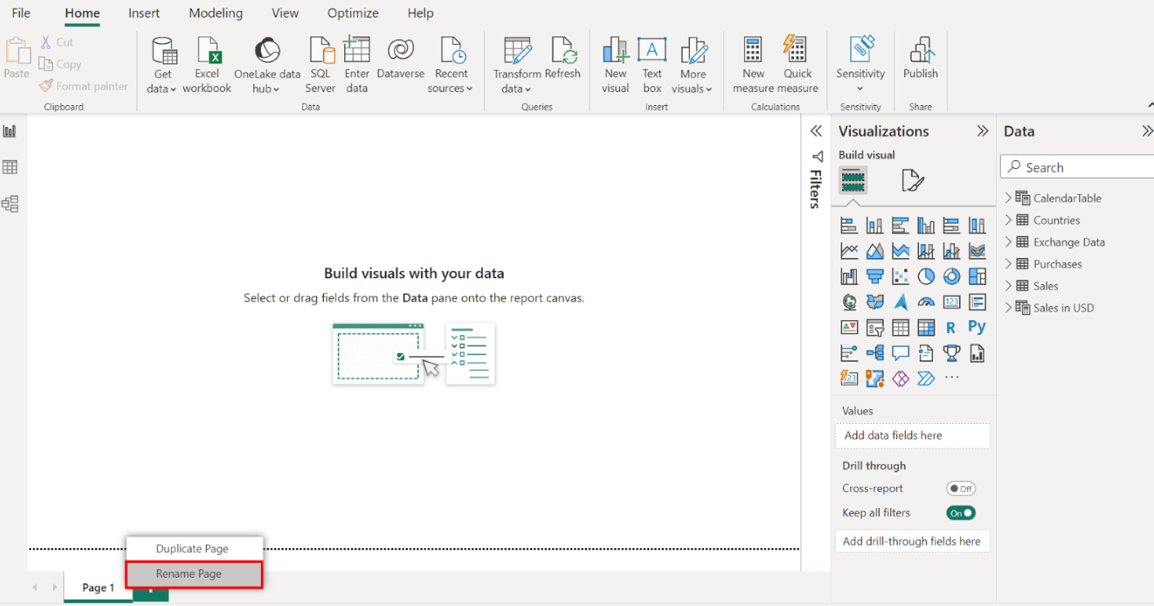 File Home Insert Modeling View Optimize Help
Paste
Cut
Copy
Format painter
Clipboard
Get
data
Excel
workbook
OneLake data
hub
SQL
Server
Enter
data
Dataverse
Recent
sources
Data
Transform
data
Refresh
Queries
New
visual
Text
box
More
visuals
Insert
New
measure
Quick
measure
Calculations
Sensitivity
Sensitivity
Publish
Share
Build visuals with your data
Select or drag fields from the Data pane onto the report canvas.
Filters
Visualizations
Build visual
R Py
Values
Add data fields here
Drill through
Cross-report Off
Keep all filters On
Add drill-through fields here
Data
Search
CalendarTable
Countries
Exchange Data
Purchases
Sales
Sales in USD
Duplicate Page
Rename Page
Page 1